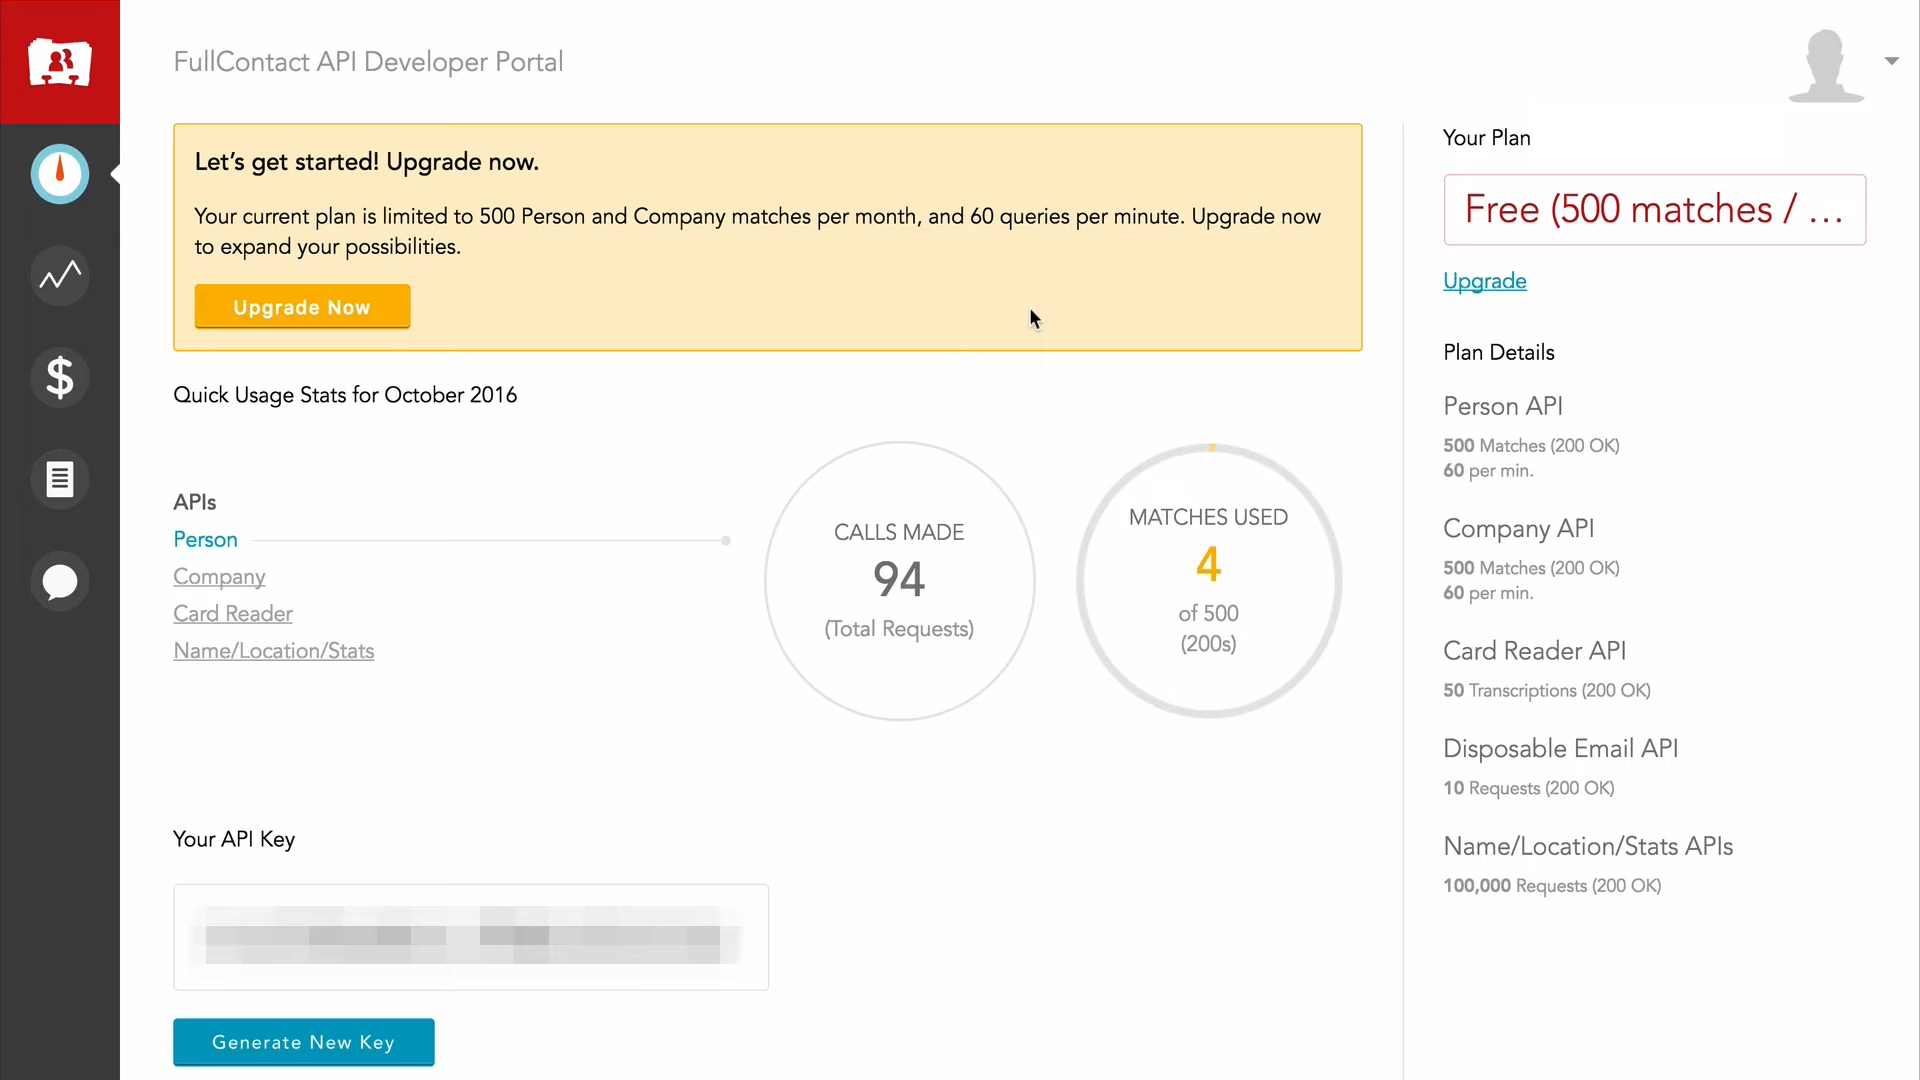 FullContact API Developer Portal
Let's get started! Upgrade now.
Your current plan is limited to 500 Person and Company matches per month, and 60 queries per minute. Upgrade now
to expand your possibilities.
Upgrade Now
Quick Usage Stats for October 2016
APIs
Person
Company
Card Reader
Name/Location/Stats
CALLS MADE
94
(Total Requests)
MATCHES USED
4
of 500
(200s)
Your API Key
Generate New Key
Your Plan
Free (500 matches / ...
Upgrade
Plan Details
Person API
500 Matches (200 OK)
60 per min.
Company API
500 Matches (200 OK)
60 per min.
Card Reader API
50 Transcriptions (200 OK)
Disposable Email API
10 Requests (200 OK)
Name/Location/Stats APIs
100,000 Requests (200 OK)